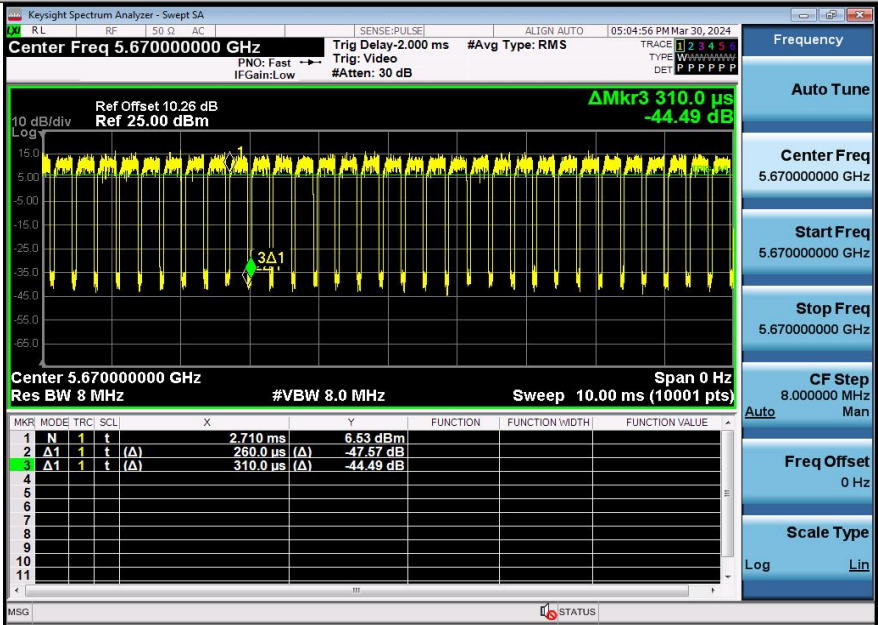 Keysight Spectrum Analyzer - Swept SA
LXI RL RF 50 Ω AC SENSE:PULSE ALIGN AUTO 05:04:56 PM Mar 30, 2024
Center Freq 5.670000000 GHz
PNO: Fast
IFGain:Low
Trig Delay-2.000 ms
Trig: Video
#Atten: 30 dB
#Avg Type: RMS
TRACE 1 2 3 4 5 6
TYPE WWWWWW
DET P P P P P P
ΔMkr3 310.0 µs
-44.49 dB
Ref Offset 10.26 dB
10 dB/div Ref 25.00 dBm
Log
15.0
5.00
-5.00
-15.0
-25.0
-35.0
-45.0
-55.0
-65.0
1
3Δ1
Center 5.670000000 GHz Span 0 Hz
Res BW 8 MHz #VBW 8.0 MHz Sweep 10.00 ms (10001 pts)
MKR MODE TRC SCL X Y FUNCTION FUNCTION WIDTH FUNCTION VALUE
1 N 1 t 2.710 ms 6.53 dBm
2 Δ1 1 t (Δ) 260.0 µs (Δ) -47.57 dB
3 Δ1 1 t (Δ) 310.0 µs (Δ) -44.49 dB
4
5
6
7
8
9
10
11
MSG STATUS
Frequency
Auto Tune
Center Freq
5.670000000 GHz
Start Freq
5.670000000 GHz
Stop Freq
5.670000000 GHz
CF Step
8.000000 MHz
Auto Man
Freq Offset
0 Hz
Scale Type
Log Lin